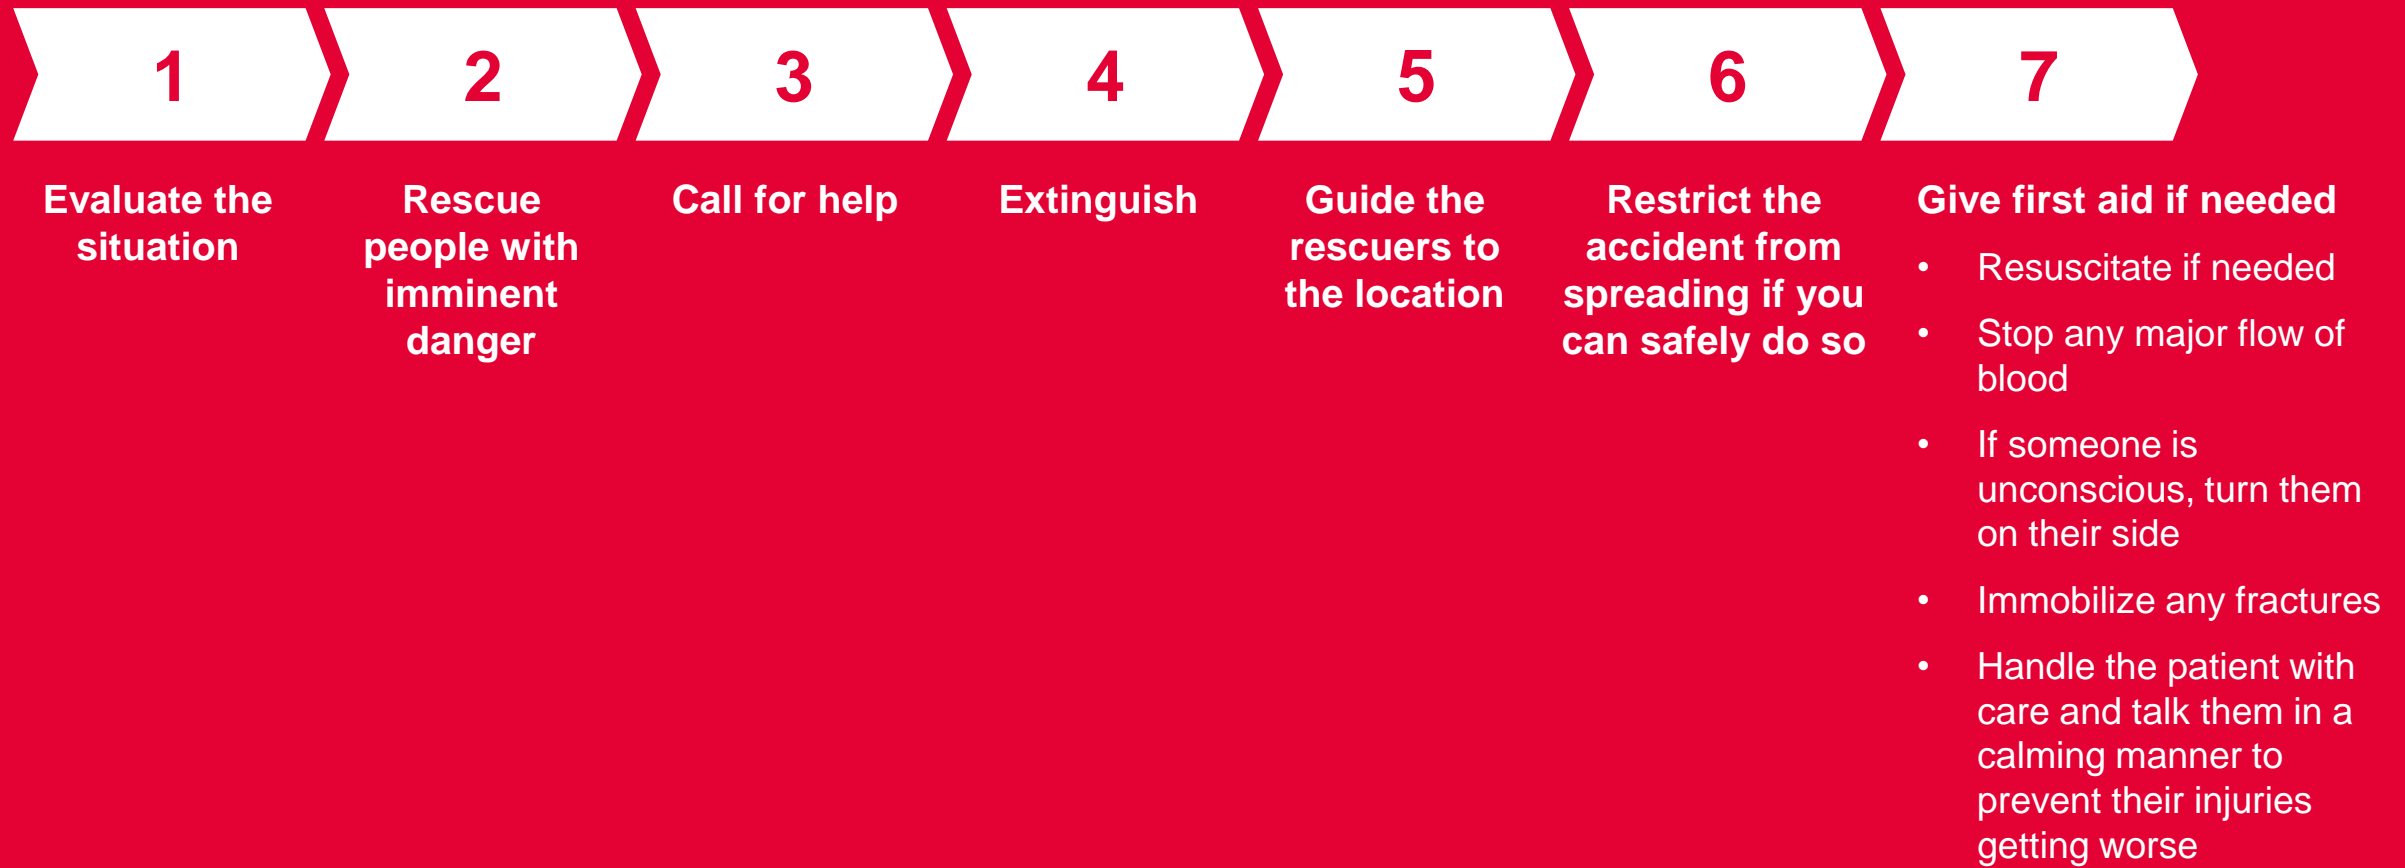 1
Evaluate the
situation
2
Rescue
people with
imminent
danger
3
Call for help
4
Extinguish
5
Guide the
rescuers to
the location
6
Restrict the
accident from
spreading if you
can safely do so
7
Give first aid if needed
• Resuscitate if needed
• Stop any major flow of
blood
• If someone is
unconscious, turn them
on their side
• Immobilize any fractures
• Handle the patient with
care and talk them in a
calming manner to
prevent their injuries
getting worse